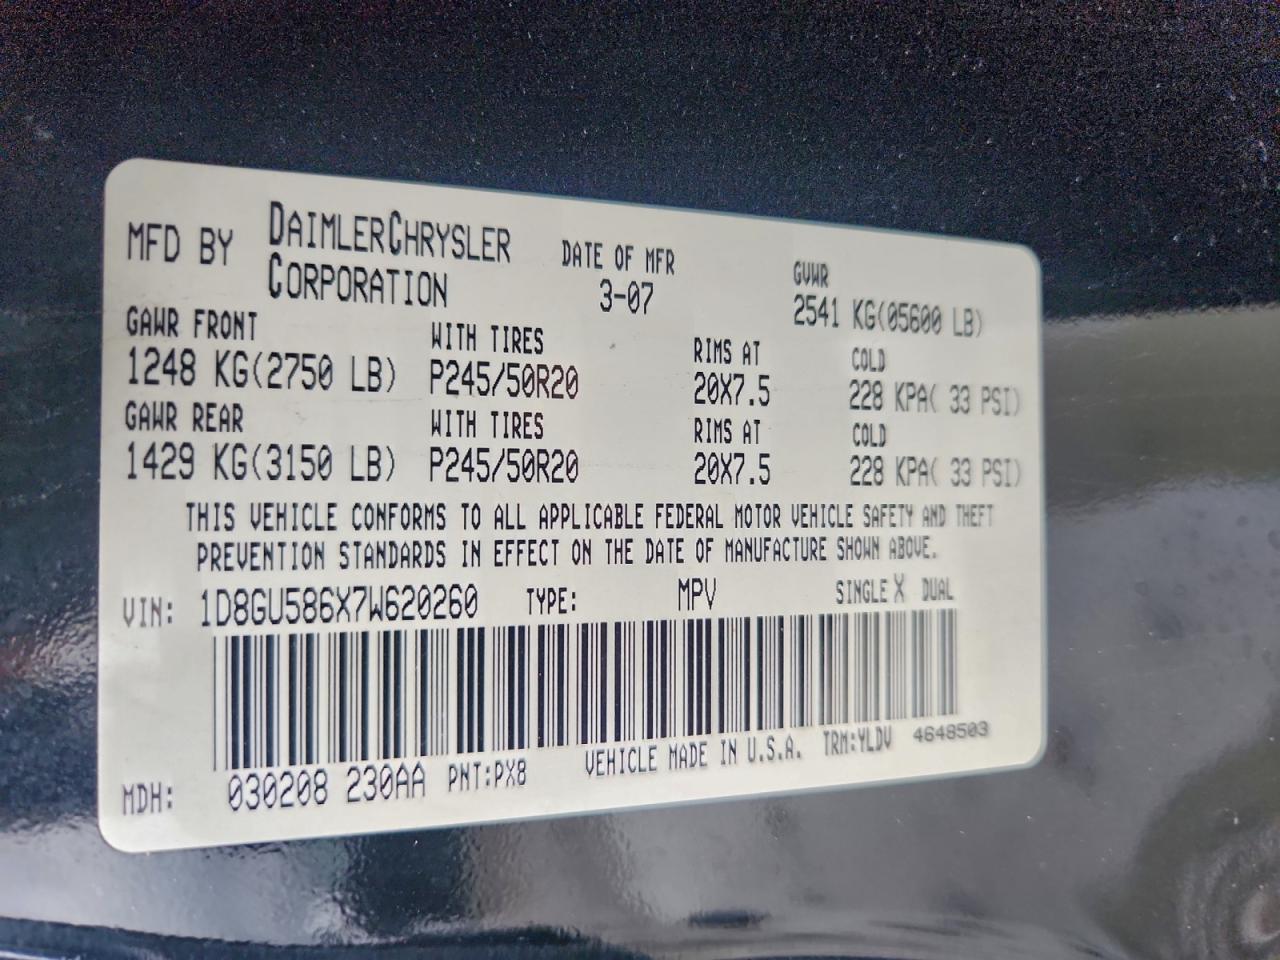 MFD BY DAIMLERCHRYSLER CORPORATION DATE OF MFR 3-07 GVWR 2541 KG(05600 LB)
GAWR FRONT WITH TIRES RIMS AT COLD
1248 KG(2750 LB) P245/50R20 20X7.5 228 KPA( 33 PSI)
GAWR REAR WITH TIRES RIMS AT COLD
1429 KG(3150 LB) P245/50R20 20X7.5 228 KPA( 33 PSI)
THIS VEHICLE CONFORMS TO ALL APPLICABLE FEDERAL MOTOR VEHICLE SAFETY AND THEFT
PREVENTION STANDARDS IN EFFECT ON THE DATE OF MANUFACTURE SHOWN ABOVE.
VIN: 1D8GU586X7W620260 TYPE: MPV SINGLE X DUAL
MDH: 030208 230AA PNT:PX8 VEHICLE MADE IN U.S.A. TRM:YLDV 4648503